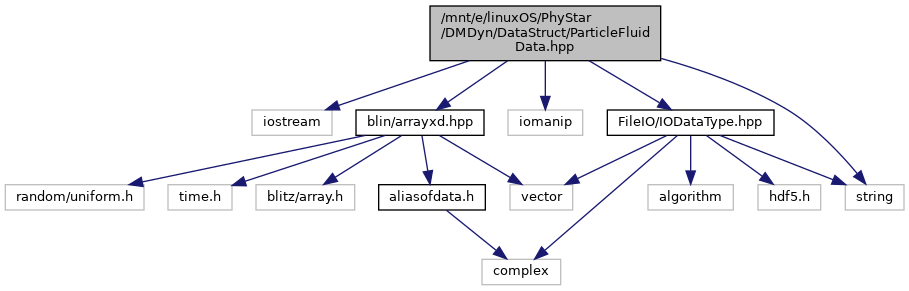 /mnt/e/linuxOS/PhyStar
/DMDyn/DataStruct/ParticleFluid
Data.hpp
iostream
blin/arrayxd.hpp
iomanip
FileIO/IODataType.hpp
random/uniform.h
time.h
blitz/array.h
aliasofdata.h
vector
algorithm
hdf5.h
string
complex